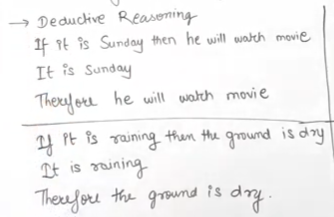 → Deductive Reasoning
If it is Sunday then he will watch movie
It is Sunday
Therefore he will watch movie
If it is raining then the ground is dry
It is raining
Therefore the ground is dry.